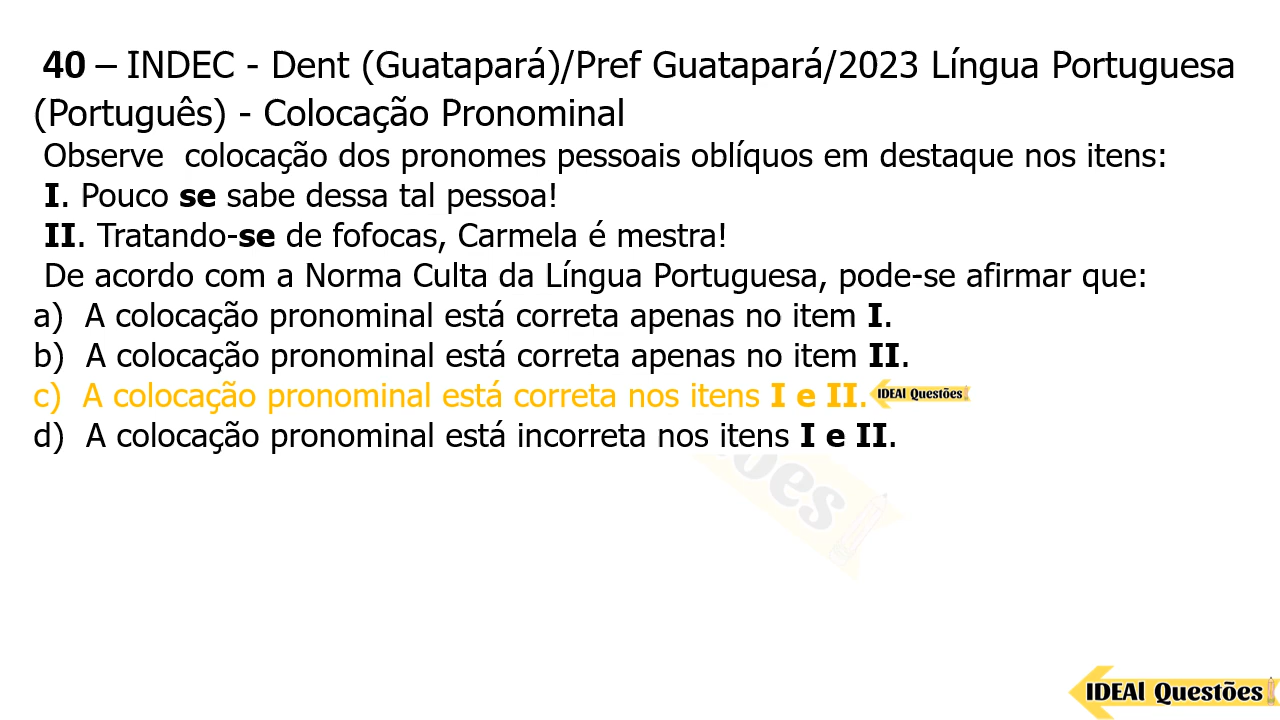 40 – INDEC - Dent (Guatapará)/Pref Guatapará/2023 Língua Portuguesa
(Português) - Colocação Pronominal
Observe  colocação dos pronomes pessoais oblíquos em destaque nos itens:
I. Pouco se sabe dessa tal pessoa!
II. Tratando-se de fofocas, Carmela é mestra!
De acordo com a Norma Culta da Língua Portuguesa, pode-se afirmar que:
a)  A colocação pronominal está correta apenas no item I.
b)  A colocação pronominal está correta apenas no item II.
c)  A colocação pronominal está correta nos itens I e II. IDEAl Questões
d)  A colocação pronominal está incorreta nos itens I e II.
IDEAl Questões